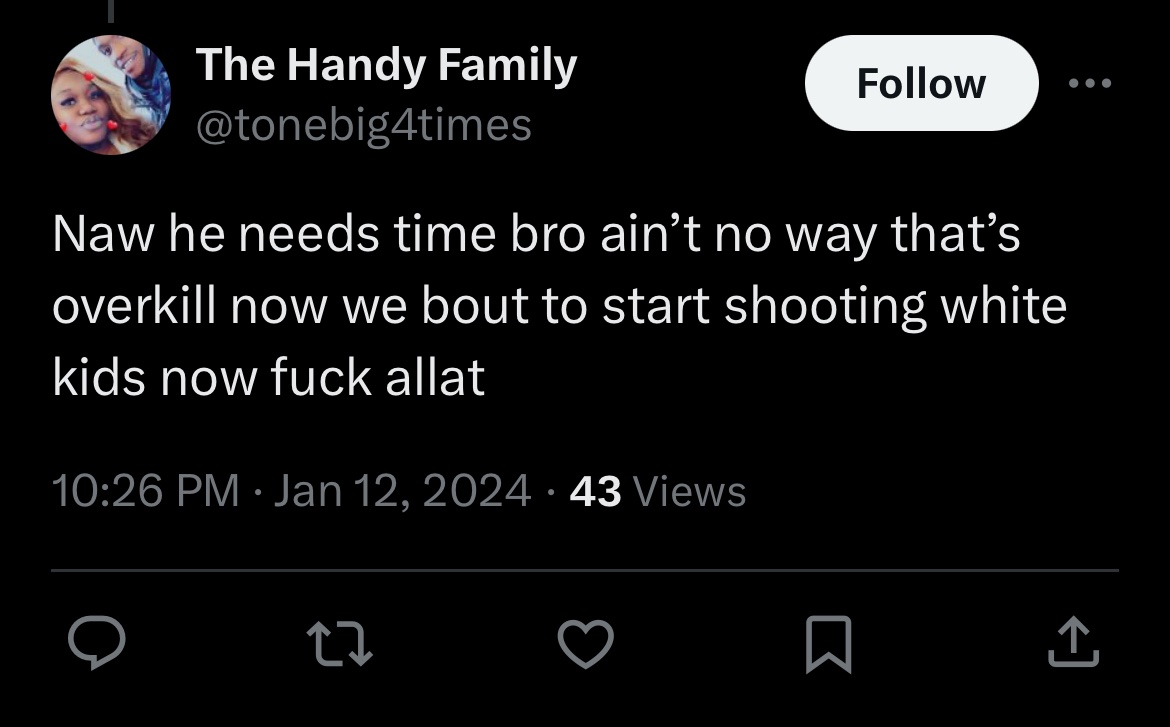 The Handy Family
Follow
@tonebig4times
Naw he needs time bro ain’t no way that’s
overkill now we bout to start shooting white
kids now fuck allat
10:26 PM · Jan 12, 2024 · 43 Views